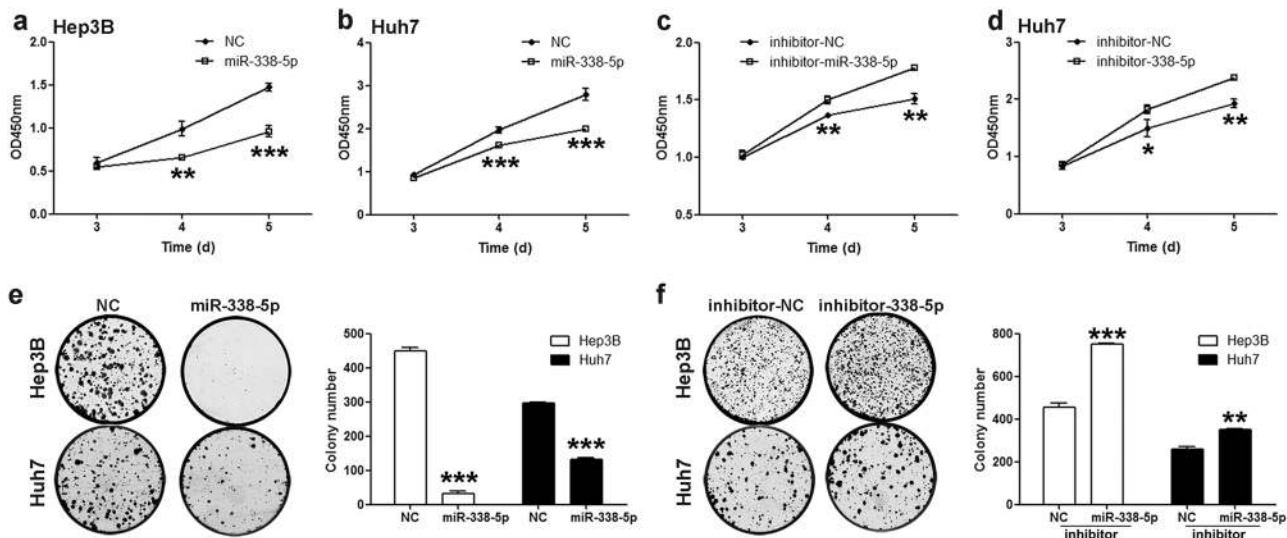 a Hep3B
NC
miR-338-5p
2.0
1.5
1.0
0.5
0.0
OD450nm
3 4 5
Time (d)
**
***
b Huh7
NC
miR-338-5p
4
3
2
1
0
OD450nm
3 4 5
Time (d)
***
***
c
inhibitor-NC
inhibitor-miR-338-5p
2.0
1.5
1.0
0.5
OD450nm
3 4 5
Time (d)
**
**
d Huh7
inhibitor-NC
inhibitor-338-5p
3
2
1
0
OD450nm
3 4 5
Time (d)
*
**
e
NC miR-338-5p
Hep3B
Huh7
500
400
300
200
100
0
Colony number
Hep3B
Huh7
***
***
NC miR-338-5p NC miR-338-5p
f
inhibitor-NC inhibitor-338-5p
Hep3B
Huh7
800
600
400
200
0
Colony number
Hep3B
Huh7
***
**
NC miR-338-5p NC miR-338-5p
inhibitor inhibitor